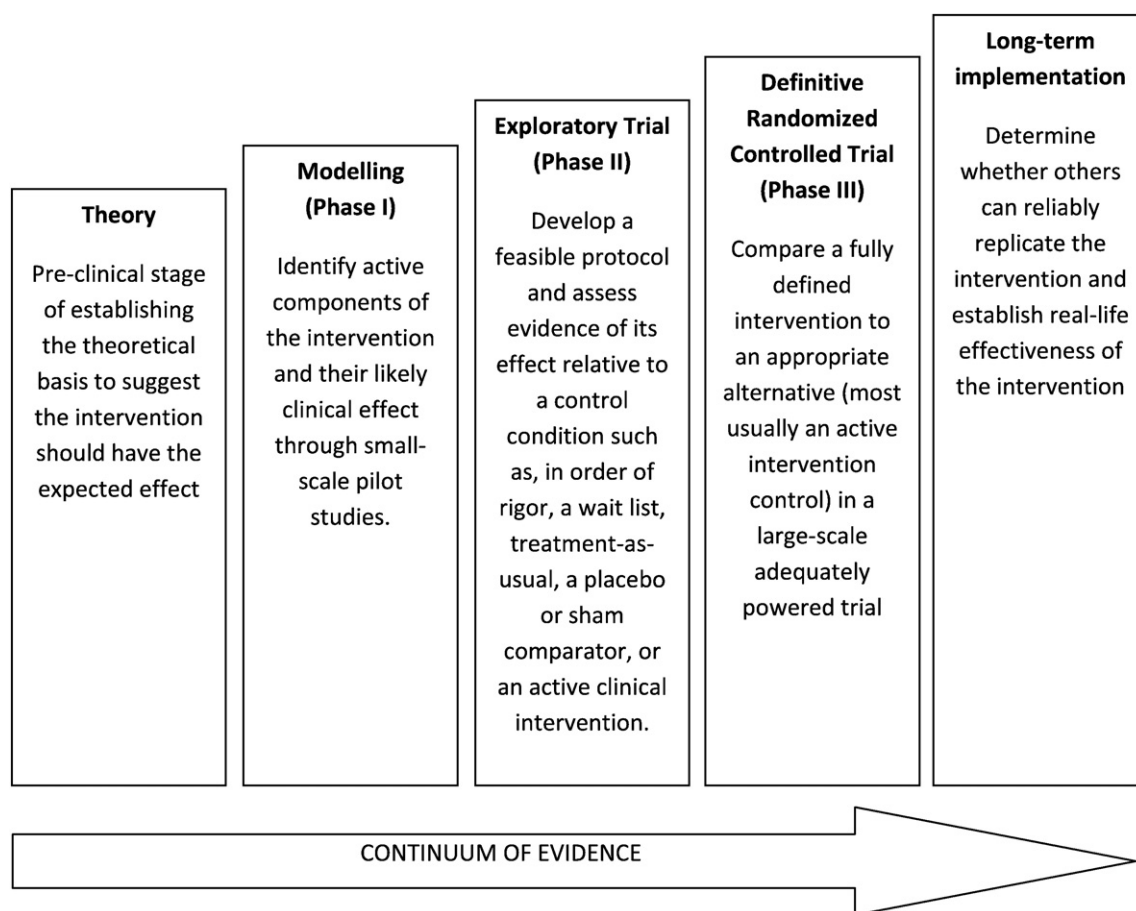 Theory
Pre-clinical stage
of establishing
the theoretical
basis to suggest
the intervention
should have the
expected effect
Modelling
(Phase I)
Identify active
components of
the intervention
and their likely
clinical effect
through small-
scale pilot
studies.
Exploratory Trial
(Phase II)
Develop a
feasible protocol
and assess
evidence of its
effect relative to
a control
condition such
as, in order of
rigor, a wait list,
treatment-as-
usual, a placebo
or sham
comparator, or
an active clinical
intervention.
Definitive
Randomized
Controlled Trial
(Phase III)
Compare a fully
defined
intervention to
an appropriate
alternative (most
usually an active
intervention
control) in a
large-scale
adequately
powered trial
Long-term
implementation
Determine
whether others
can reliably
replicate the
intervention and
establish real-life
effectiveness of
the intervention
CONTINUUM OF EVIDENCE